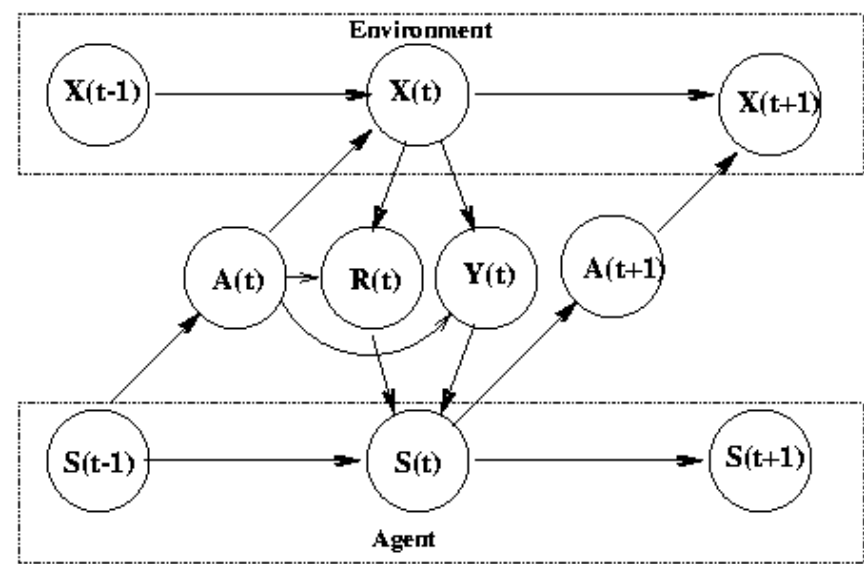 Environment
X(t-1)
X(t)
X(t+1)
A(t)
R(t)
Y(t)
A(t+1)
S(t-1)
S(t)
S(t+1)
Agent